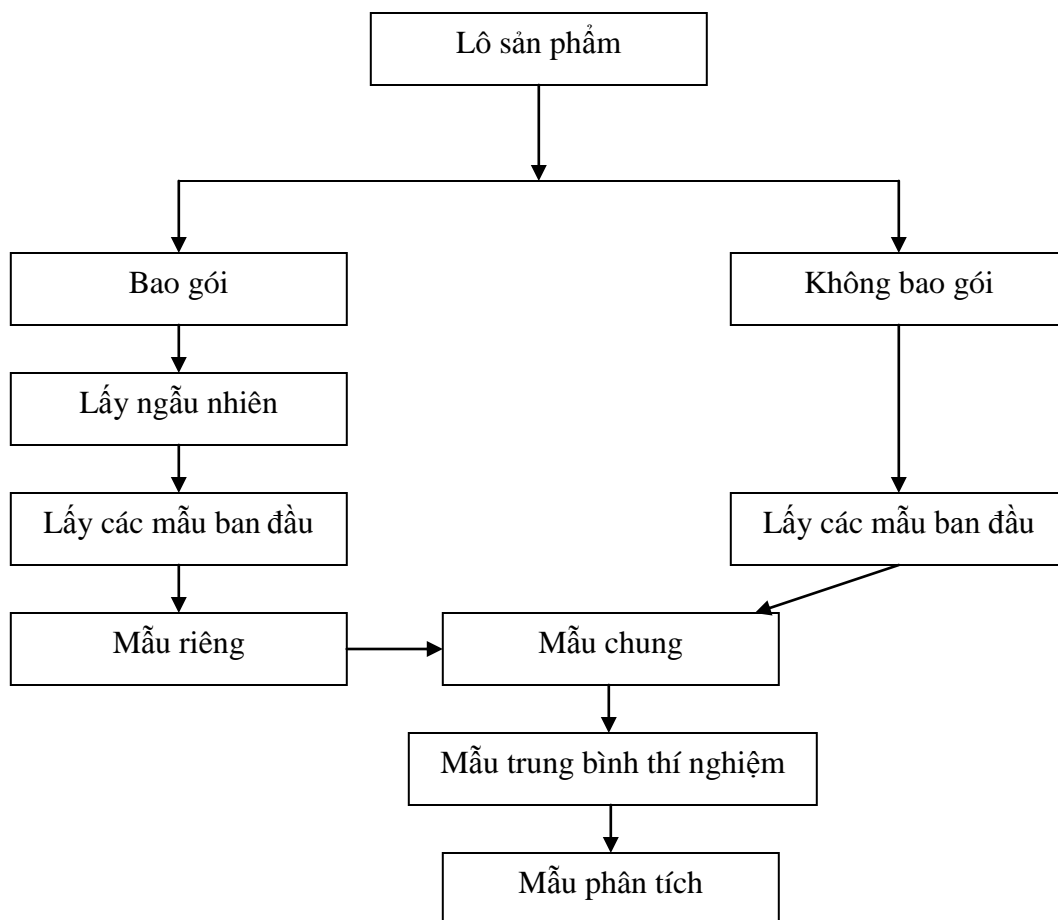 Lô sản phẩm
Bao gói
Không bao gói
Lấy ngẫu nhiên
Lấy các mẫu ban đầu
Lấy các mẫu ban đầu
Mẫu riêng
Mẫu chung
Mẫu trung bình thí nghiệm
Mẫu phân tích